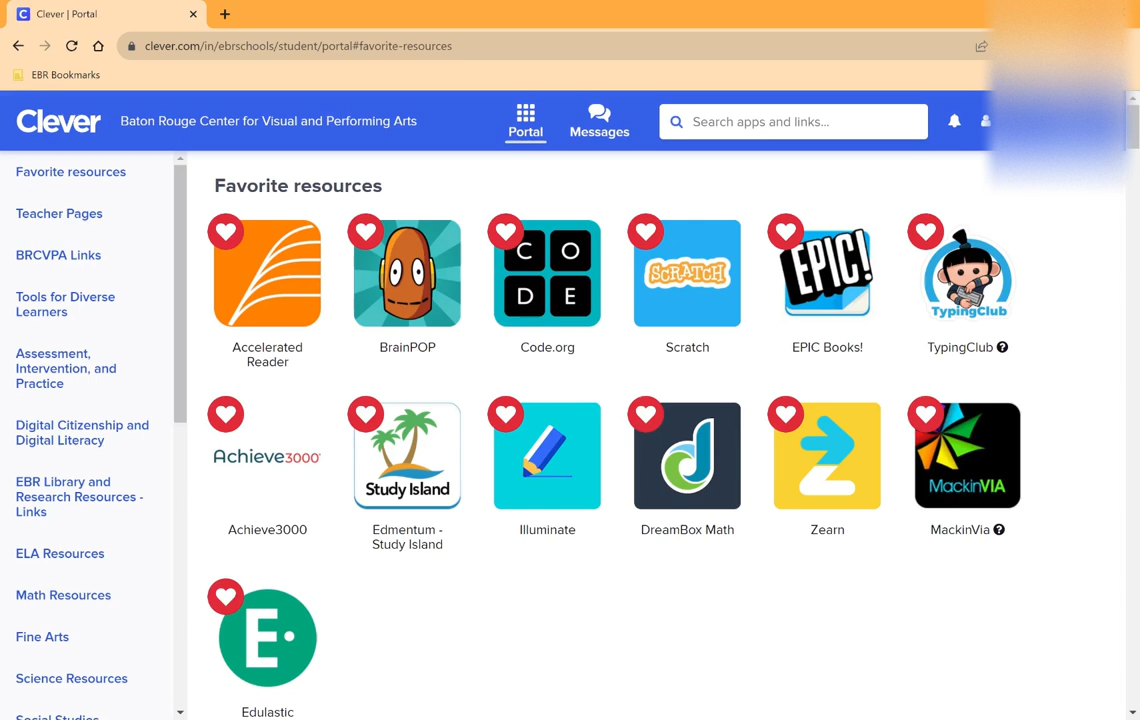 Clever | Portal
clever.com/in/ebrschools/student/portal#favorite-resources
EBR Bookmarks
Clever
Baton Rouge Center for Visual and Performing Arts
Portal
Messages
Search apps and links...
Favorite resources
Teacher Pages
BRCVPA Links
Tools for Diverse
Learners
Assessment,
Intervention, and
Practice
Digital Citizenship and
Digital Literacy
EBR Library and
Research Resources -
Links
ELA Resources
Math Resources
Fine Arts
Science Resources
Social Studies
Favorite resources
C O
D E
SCRATCH
EPIC!
TypingClub
Accelerated
Reader
BrainPOP
Code.org
Scratch
EPIC Books!
TypingClub
Achieve3000
Study Island
MackinVIA
Achieve3000
Edmentum -
Study Island
Illuminate
DreamBox Math
Zearn
MackinVia
E
Edulastic